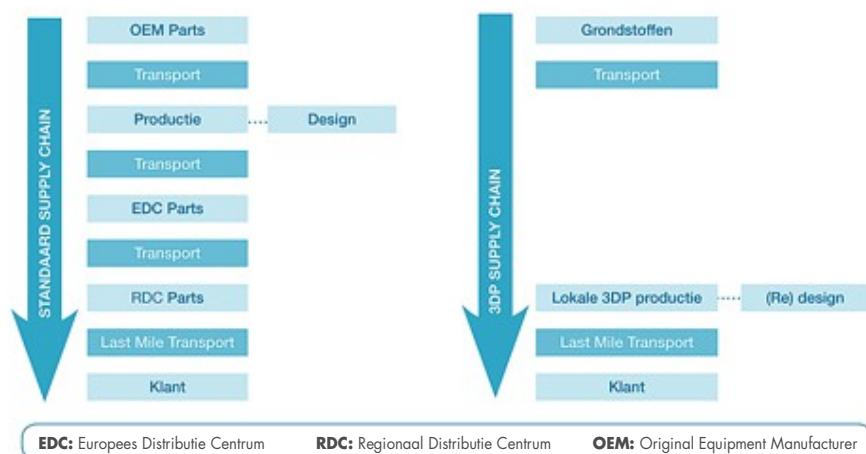 STANDAARD SUPPLY CHAIN
OEM Parts
Transport
Productie
Design
Transport
EDC Parts
Transport
RDC Parts
Last Mile Transport
Klant
3DP SUPPLY CHAIN
Grondstoffen
Transport
Lokale 3DP productie
(Re) design
Last Mile Transport
Klant
EDC: Europees Distributie Centrum RDC: Regionaal Distributie Centrum OEM: Original Equipment Manufacturer